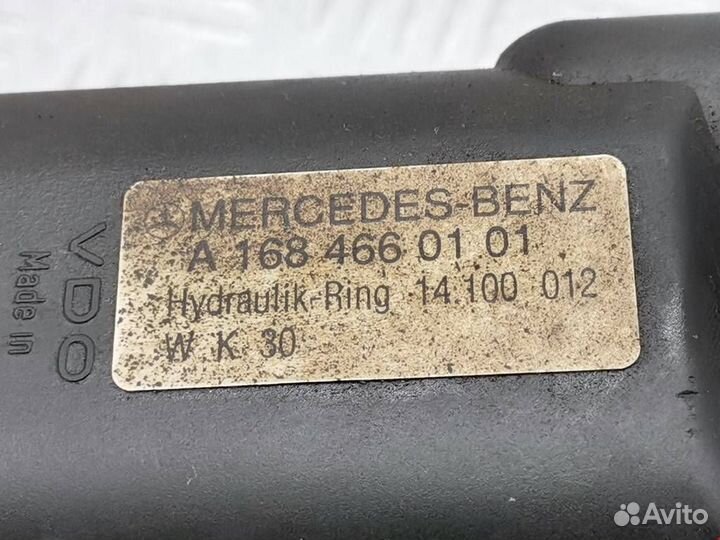 MERCEDES-BENZ
A 168 466 01 01
Hydraulik-Ring 14.100 012
W K 30
VDO
Made in
Avito